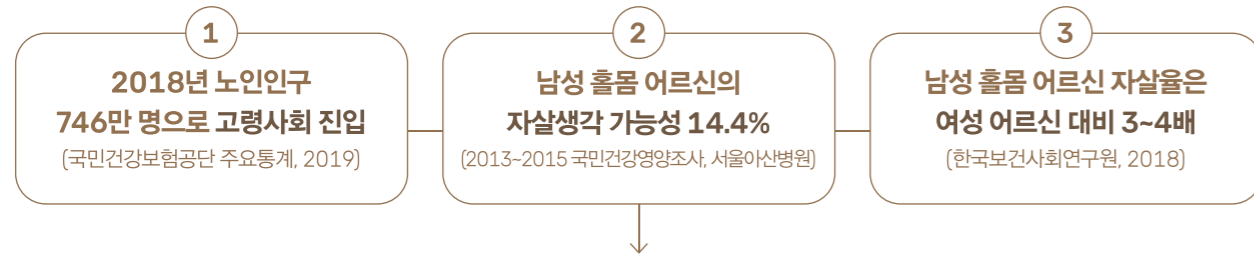 1
2018년 노인인구
746만 명으로 고령사회 진입
(국민건강보험공단 주요통계, 2019)
2
남성 홀몸 어르신의
자살생각 가능성 14.4%
(2013~2015 국민건강영양조사, 서울아산병원)
3
남성 홀몸 어르신 자살율은
여성 어르신 대비 3~4배
(한국보건사회연구원, 2018)